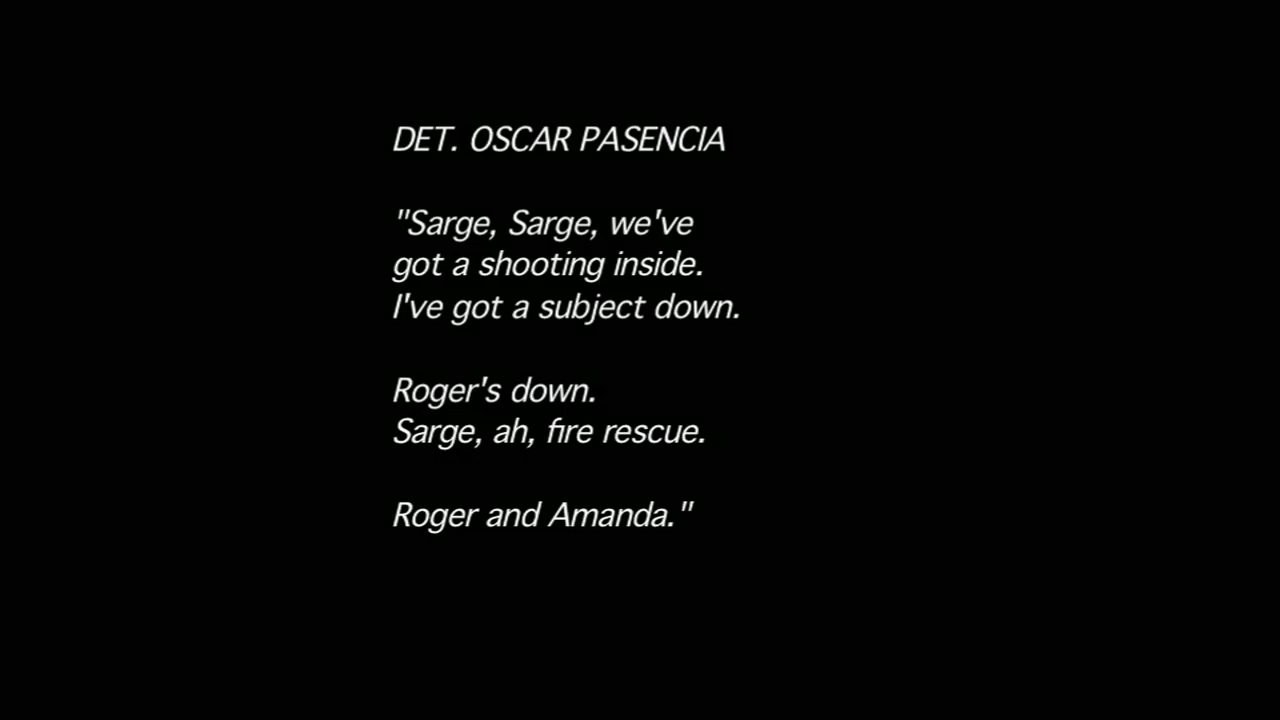 DET. OSCAR PASENCIA
"Sarge, Sarge, we've
got a shooting inside.
I've got a subject down.
Roger's down.
Sarge, ah, fire rescue.
Roger and Amanda."